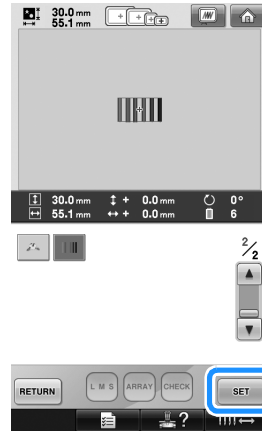 30.0 mm
55.1 mm
30.0 mm + 0.0 mm 0°
55.1 mm + 0.0 mm 6
2/2
RETURN L M S ARRAY CHECK SET
?